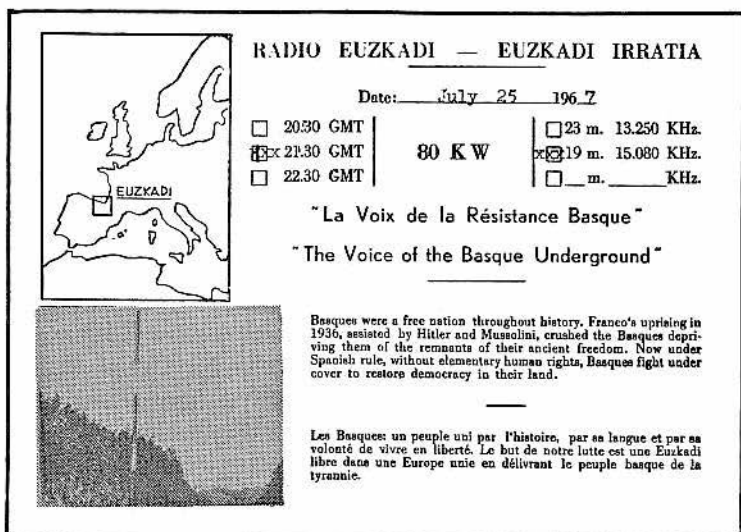 RADIO EUZKADI — EUZKADI IRRATIA
Date: July 25 1967
20.30 GMT
xx 21.30 GMT
22.30 GMT
80 KW
23 m. 13.250 KHz.
xx 19 m. 15.080 KHz.
__ m. ______ KHz.
EUZKADI
"La Voix de la Résistance Basque"
"The Voice of the Basque Underground"
Basques were a free nation throughout history. Franco's uprising in
1936, assisted by Hitler and Mussolini, crushed the Basques depri-
ving them of the remnants of their ancient freedom. Now under
Spanish rule, without elementary human rights, Basques fight under
cover to restore democracy in their land.
Les Basques: un peuple uni par l'histoire, par sa langue et par sa
volonté de vivre en liberté. Le but de notre lutte est une Euzkadi
libre dans une Europe unie en délivrant le peuple basque de la
tyrannie.